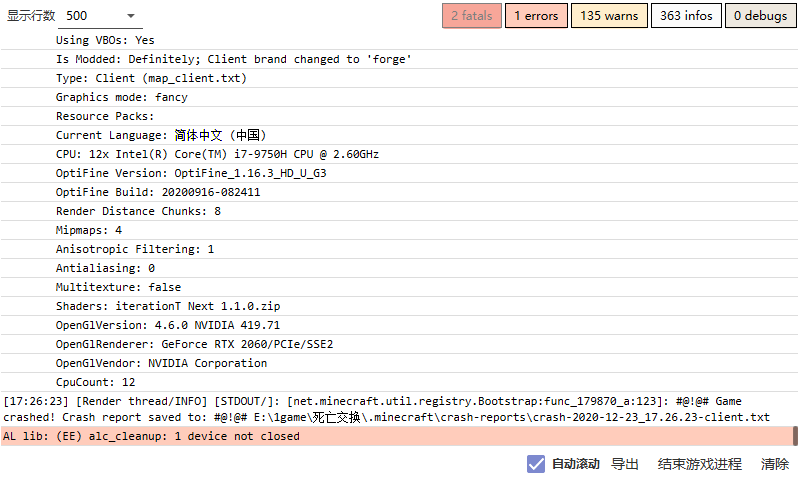 显示行数 500 2 fatals 1 errors 135 warns 363 infos 0 debugs
Using VBOs: Yes
Is Modded: Definitely; Client brand changed to 'forge'
Type: Client (map_client.txt)
Graphics mode: fancy
Resource Packs:
Current Language: 简体中文 (中国)
CPU: 12x Intel(R) Core(TM) i7-9750H CPU @ 2.60GHz
OptiFine Version: OptiFine_1.16.3_HD_U_G3
OptiFine Build: 20200916-082411
Render Distance Chunks: 8
Mipmaps: 4
Anisotropic Filtering: 1
Antialiasing: 0
Multitexture: false
Shaders: iterationT Next 1.1.0.zip
OpenGlVersion: 4.6.0 NVIDIA 419.71
OpenGlRenderer: GeForce RTX 2060/PCIe/SSE2
OpenGlVendor: NVIDIA Corporation
CpuCount: 12
[17:26:23] [Render thread/INFO] [STDOUT/]: [net.minecraft.util.registry.Bootstrap:func_179870_a:123]: #@!@# Game
crashed! Crash report saved to: #@!@# E:\1game\死亡交换\.minecraft\crash-reports\crash-2020-12-23_17.26.23-client.txt
AL lib: (EE) alc_cleanup: 1 device not closed
自动滚动 导出 结束游戏进程 清除